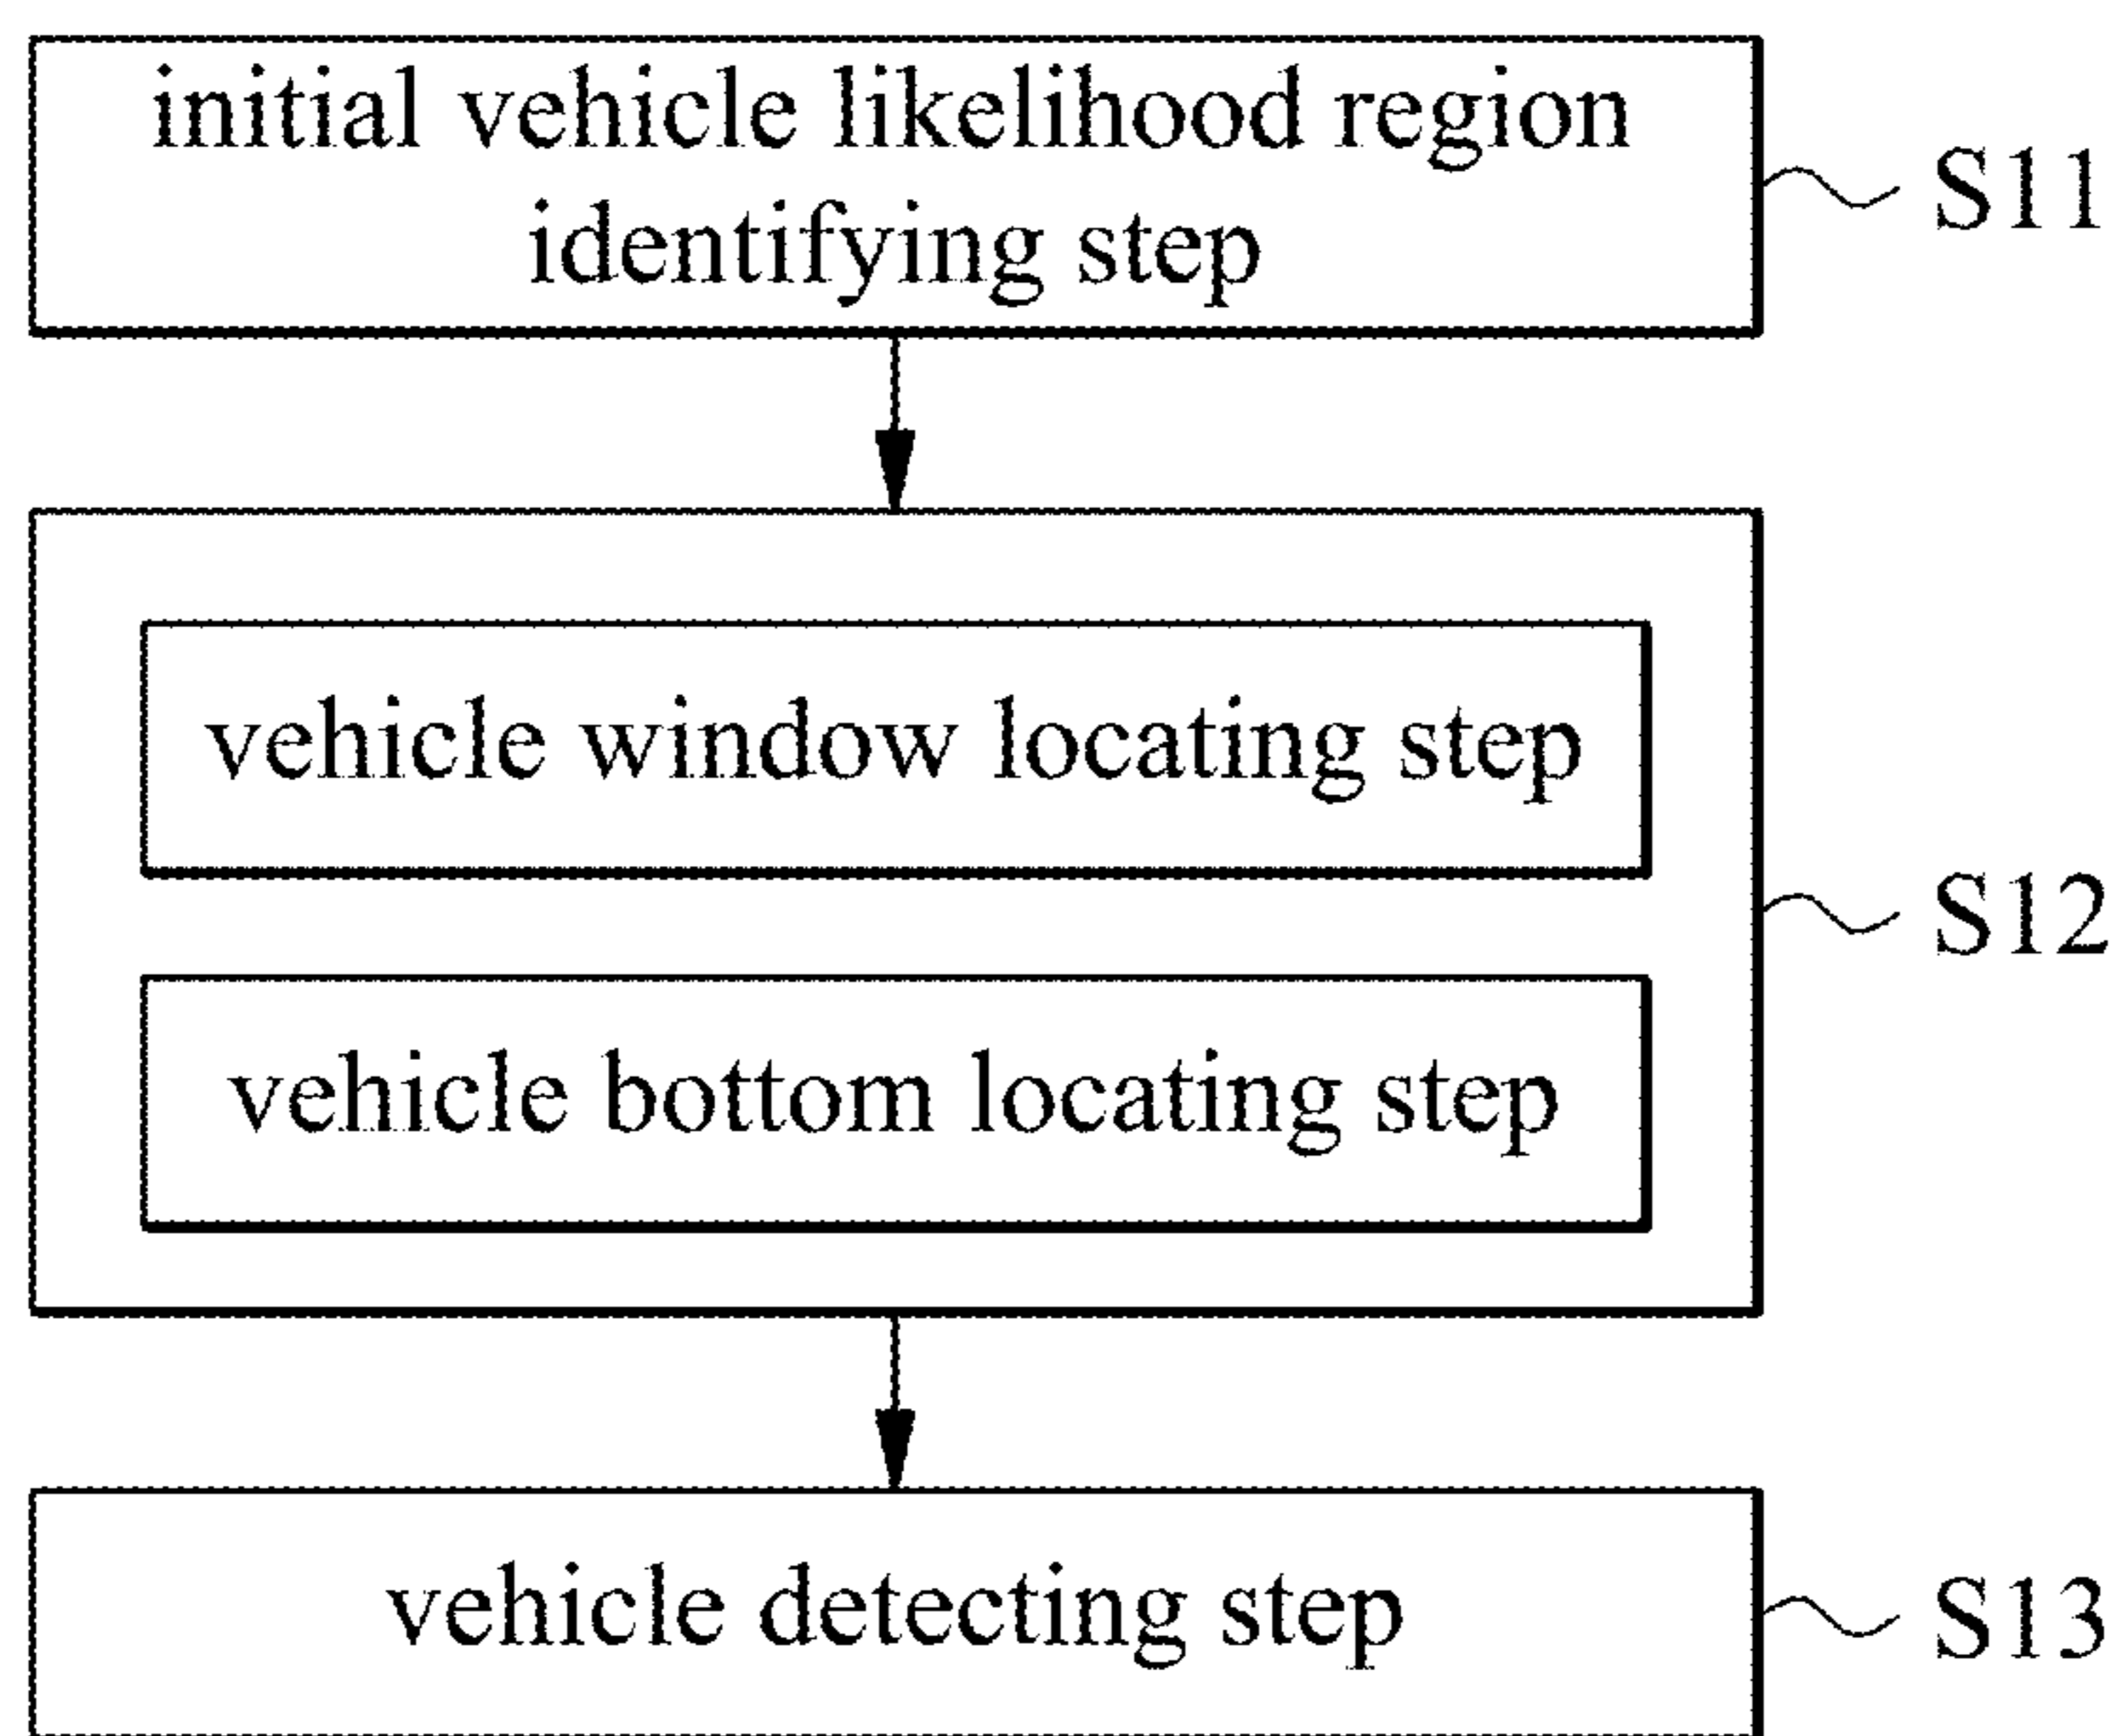 initial vehicle likelihood region
identifying step
S11
vehicle window locating step
S12
vehicle bottom locating step
vehicle detecting step
S13